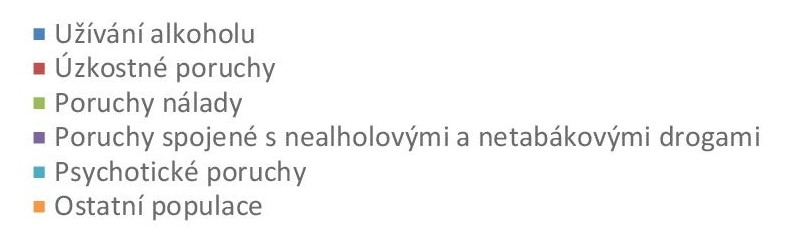 Užívání alkoholu
Úzkostné poruchy
Poruchy nálady
Poruchy spojené s nealholovými a netabákovými drogami
Psychotické poruchy
Ostatní populace